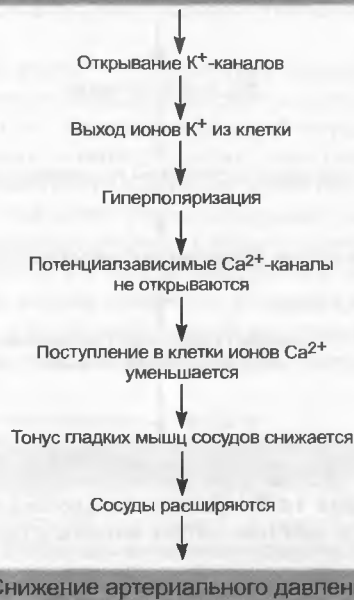 Открывание K⁺-каналов
Выход ионов K⁺ из клетки
Гиперполяризация
Потенциалзависимые Ca²⁺-каналы
не открываются
Поступление в клетки ионов Ca²⁺
уменьшается
Тонус гладких мышц сосудов снижается
Сосуды расширяются
Снижение артериального давлен